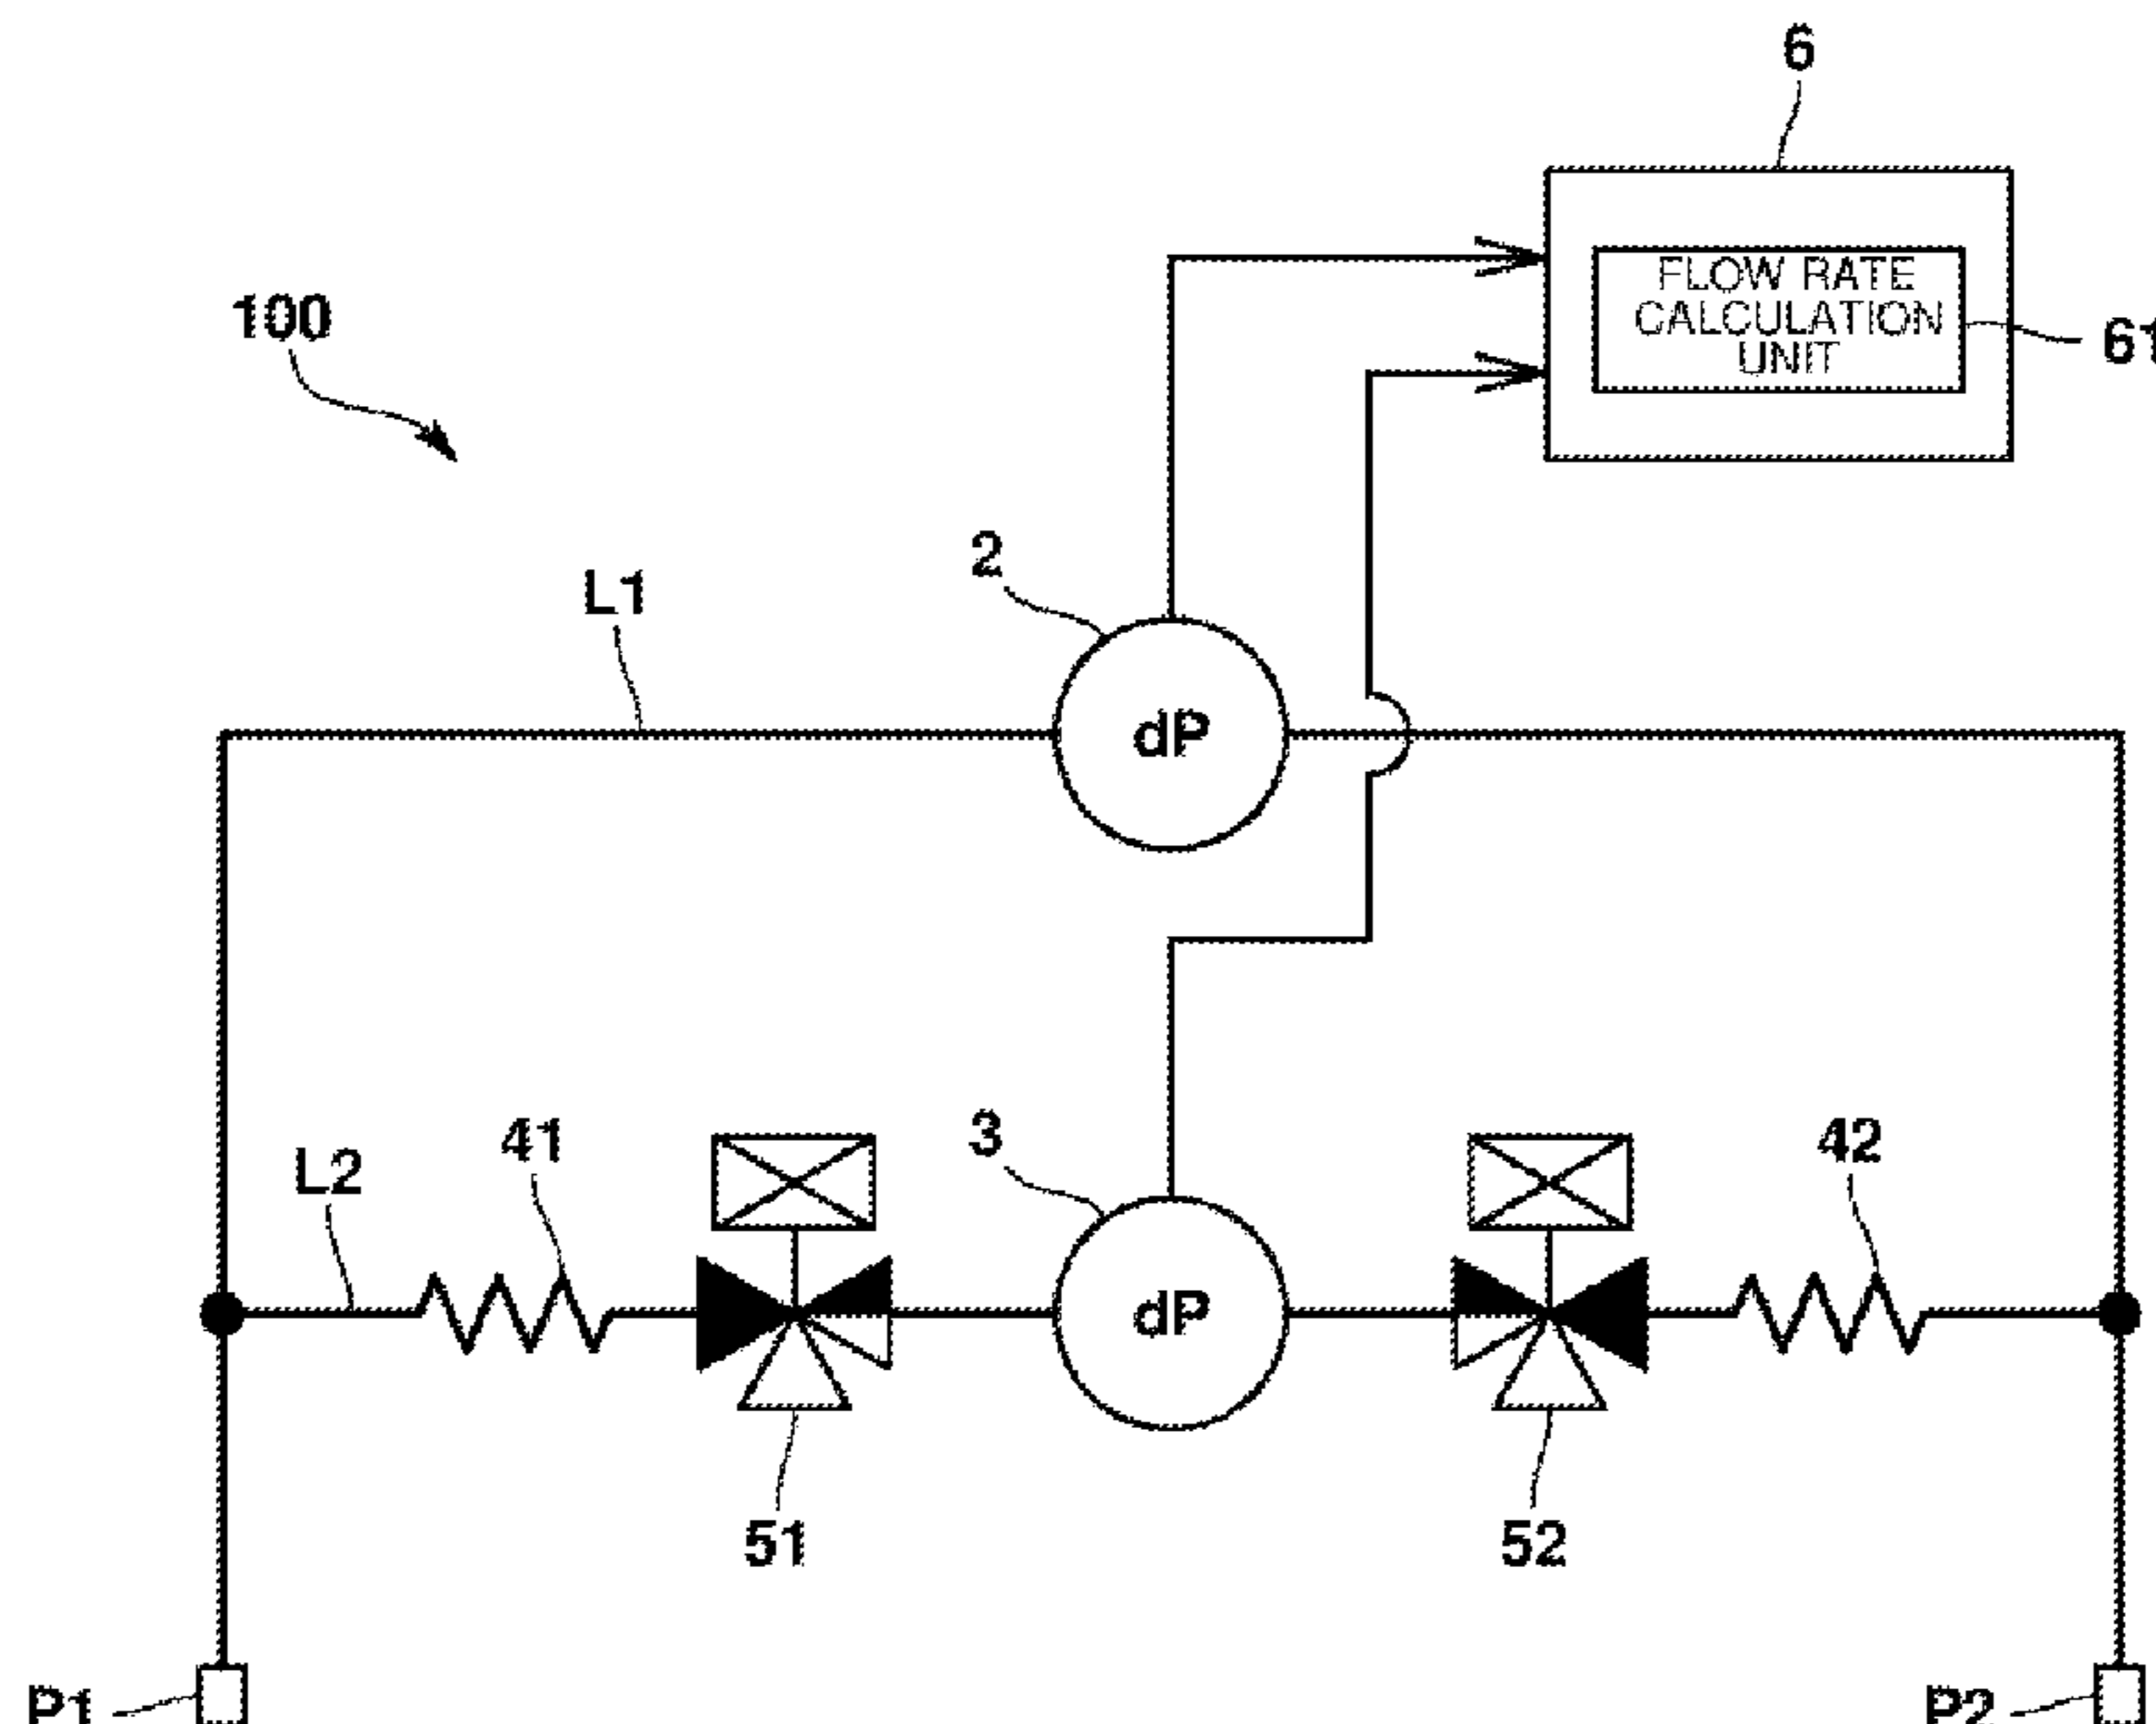 6
FLOW RATE
CALCULATION
UNIT
61
100
2
L1
dP
3
41
42
L2
dP
51
52
P1
P2